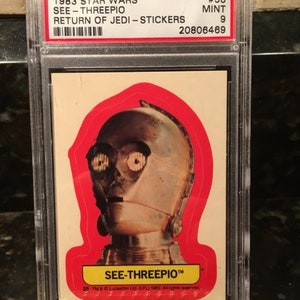 1983 STAR WARS
SEE - THREEPIO MINT
RETURN OF JEDI - STICKERS 9
20806469
SEE-THREEPIO™